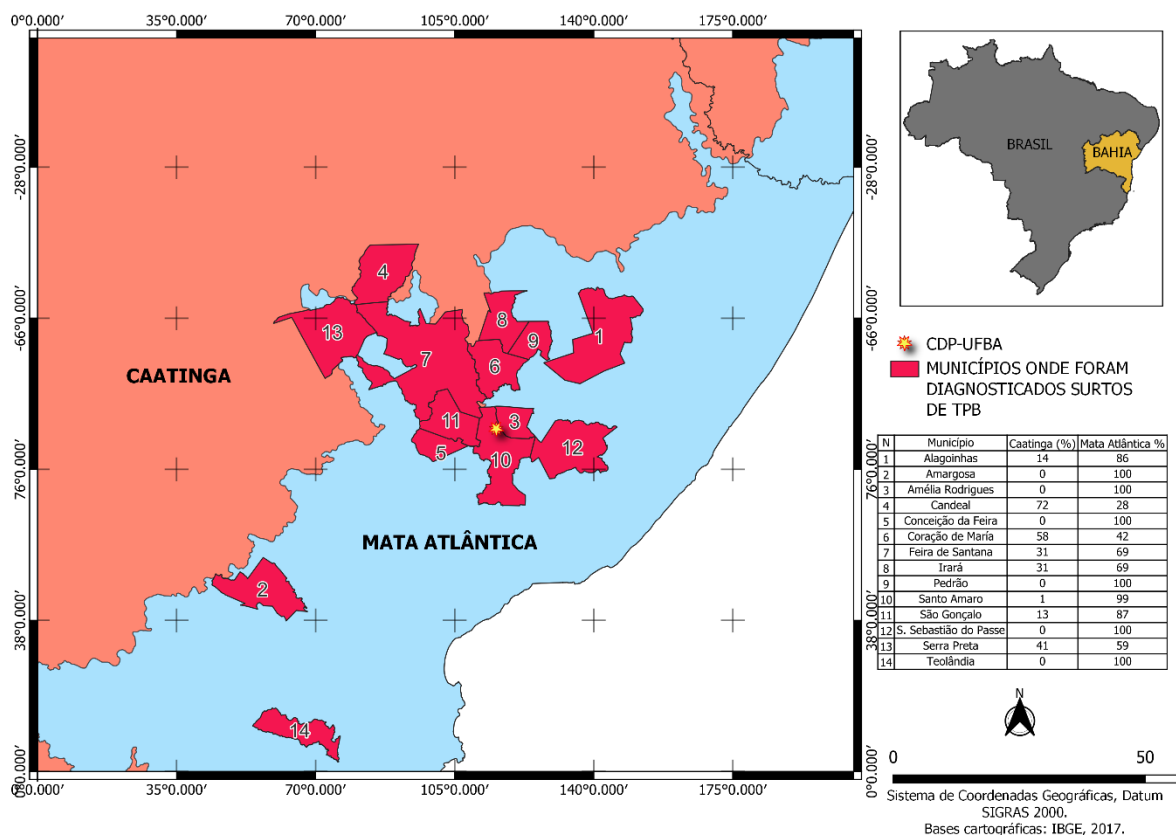 0°0.000′ 35°0.000′ 70°0.000′ 105°0.000′ 140°0.000′ 175°0.000′
-28°0.000′ -28°0.000′
-66°0.000′ -66°0.000′
76°0.000′ 76°0.000′
38°0.000′ 38°0.000′
0°0.000′ 0°0.000′
0°0.000′ 35°0.000′ 70°0.000′ 105°0.000′ 140°0.000′ 175°0.000′
4
13
8
1
7
9
6
CAATINGA
11
3
5
10
12
MATA ATLÂNTICA
2
14
BRASIL
BAHIA
CDP-UFBA
MUNICÍPIOS ONDE FORAM
DIAGNOSTICADOS SURTOS
DE TPB
N Município Caatinga (%) Mata Atlântica %
1 Alagoinhas 14 86
2 Amargosa 0 100
3 Amélia Rodrigues 0 100
4 Candeal 72 28
5 Conceição da Feira 0 100
6 Coração de María 58 42
7 Feira de Santana 31 69
8 Irará 31 69
9 Pedrão 0 100
10 Santo Amaro 1 99
11 São Gonçalo 13 87
12 S. Sebastião do Passe 0 100
13 Serra Preta 41 59
14 Teolândia 0 100
N
0 50
Sistema de Coordenadas Geográficas, Datum
SIGRAS 2000.
Bases cartográficas: IBGE, 2017.